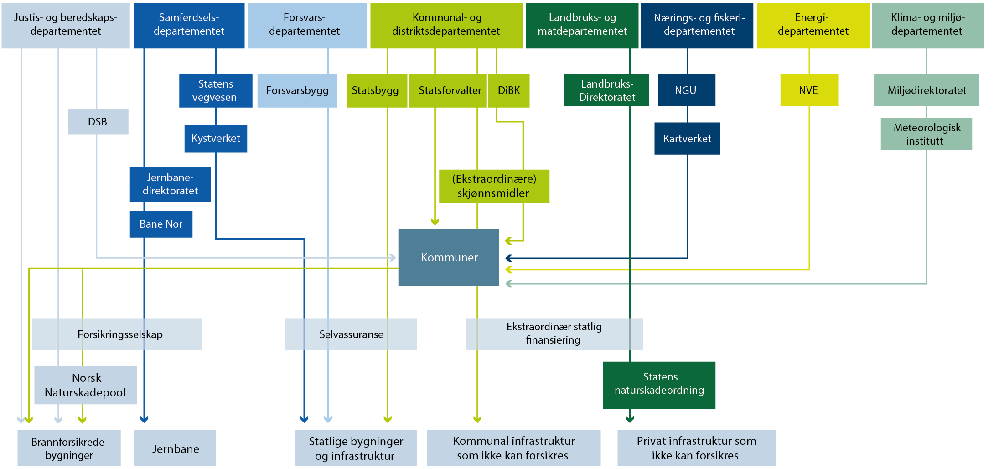 Justis- og beredskaps-
departementet
Samferdsels-
departementet
Forsvars-
departementet
Kommunal- og
distriktsdepartementet
Landbruks- og
matdepartementet
Nærings- og fiskeri-
departementet
Energi-
departementet
Klima- og miljø-
departementet
Statens
vegvesen
Forsvarsbygg
Statsbygg
Statsforvalter
DiBK
Landbruks-
Direktoratet
NGU
NVE
Miljødirektoratet
DSB
Kystverket
Kartverket
Meteorologisk
institutt
Jernbane-
direktoratet
(Ekstraordinære)
skjønnsmidler
Bane Nor
Kommuner
Forsikringsselskap
Selvassuranse
Ekstraordinær statlig
finansiering
Norsk
Naturskadepool
Statens
naturskadeordning
Brannforsikrede
bygninger
Jernbane
Statlige bygninger
og infrastruktur
Kommunal infrastruktur
som ikke kan forsikres
Privat infrastruktur som
ikke kan forsikres